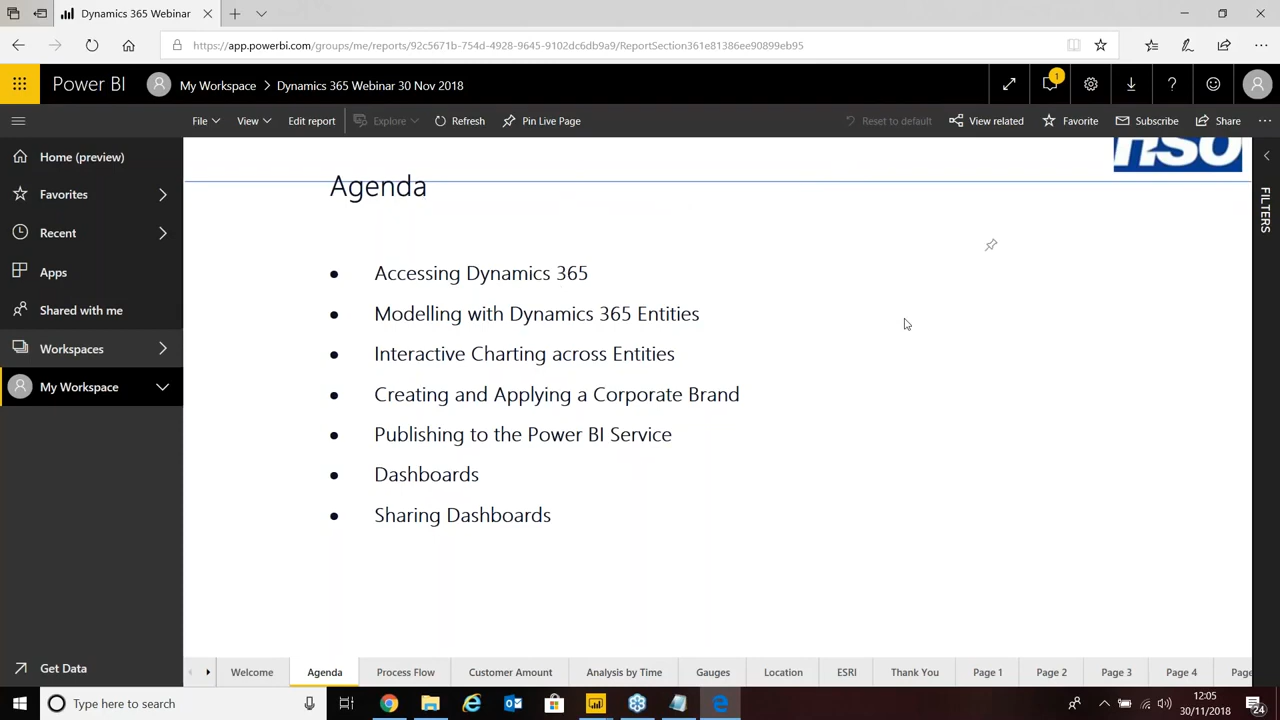 Dynamics 365 Webinar
https://app.powerbi.com/groups/me/reports/92c5671b-754d-4928-9645-9102dc6db9a9/ReportSection361e81386ee90899eb95
Power BI My Workspace > Dynamics 365 Webinar 30 Nov 2018 1
File View Edit report Explore Refresh Pin Live Page Reset to default View related Favorite Subscribe Share
Home (preview)
Favorites
Recent
Apps
Shared with me
Workspaces
My Workspace
Get Data
HSO
Agenda
• Accessing Dynamics 365
• Modelling with Dynamics 365 Entities
• Interactive Charting across Entities
• Creating and Applying a Corporate Brand
• Publishing to the Power BI Service
• Dashboards
• Sharing Dashboards
FILTERS
Welcome Agenda Process Flow Customer Amount Analysis by Time Gauges Location ESRI Thank You Page 1 Page 2 Page 3 Page 4 Page
Type here to search
12:05
30/11/2018
24